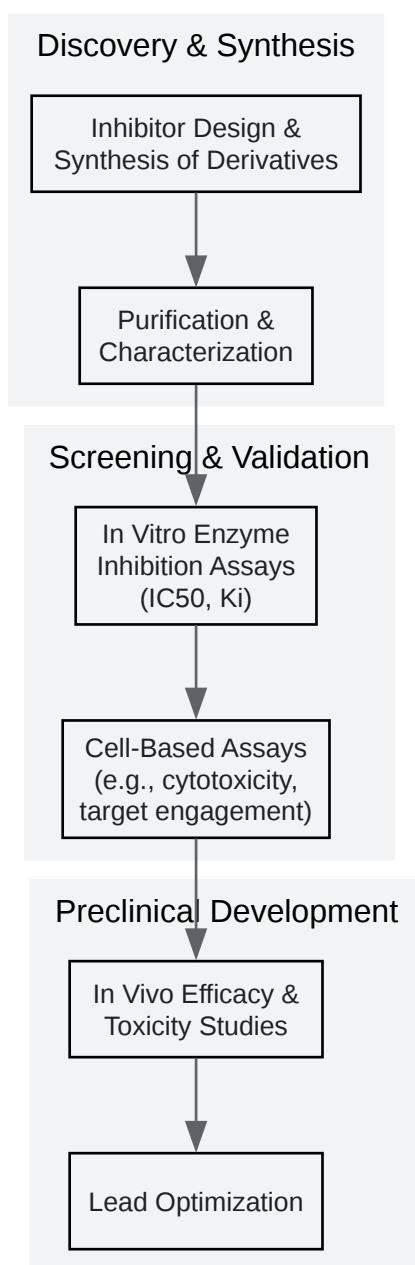 Discovery & Synthesis
Inhibitor Design &
Synthesis of Derivatives
Purification &
Characterization
Screening & Validation
In Vitro Enzyme
Inhibition Assays
(IC50, Ki)
Cell-Based Assays
(e.g., cytotoxicity,
target engagement)
Preclinical Development
In Vivo Efficacy &
Toxicity Studies
Lead Optimization